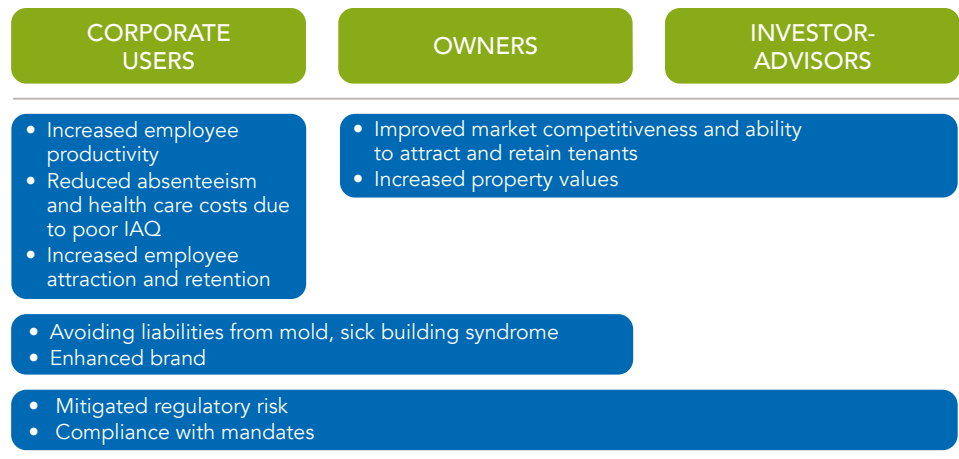 CORPORATE
USERS
OWNERS
INVESTOR-
ADVISORS
• Increased employee
productivity
• Reduced absenteeism
and health care costs due
to poor IAQ
• Increased employee
attraction and retention
• Improved market competitiveness and ability
to attract and retain tenants
• Increased property values
• Avoiding liabilities from mold, sick building syndrome
• Enhanced brand
• Mitigated regulatory risk
• Compliance with mandates